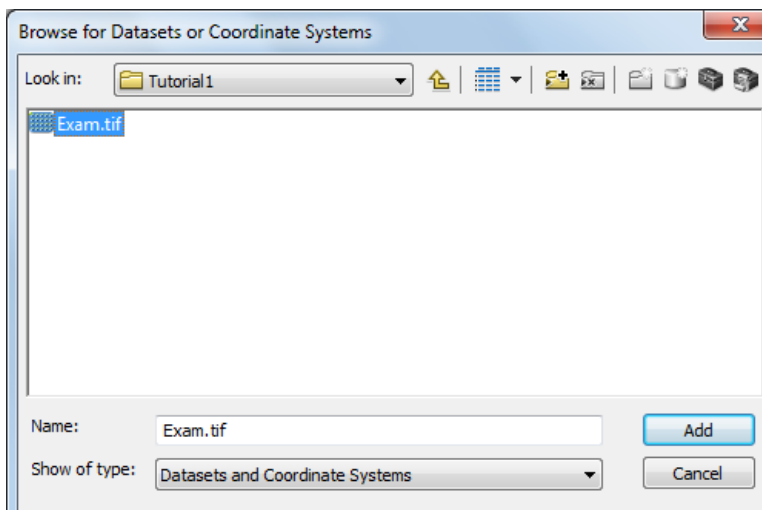 Browse for Datasets or Coordinate Systems
Look in: Tutorial1
Exam.tif
Name: Exam.tif Add
Show of type: Datasets and Coordinate Systems Cancel